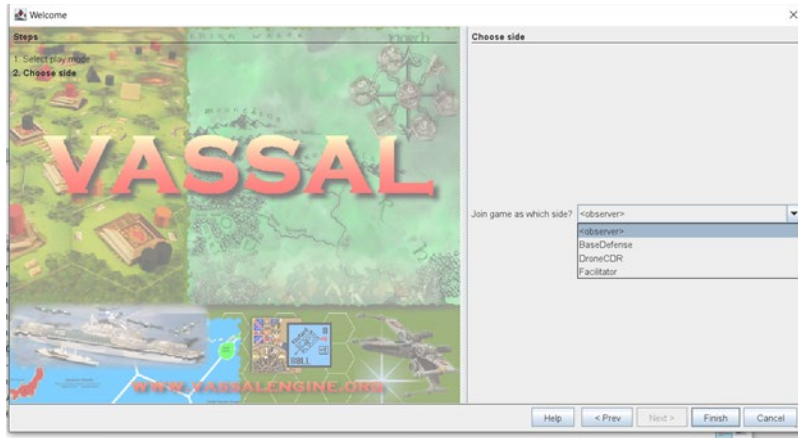 Welcome
Steps
1. Select play mode
2. Choose side
VASSAL
ROLL
WWW.VASSALENGINE.ORG
Choose side
Join game as which side? <observer>
<observer>
BaseDefense
DroneCDR
Facilitator
Help < Prev Next > Finish Cancel